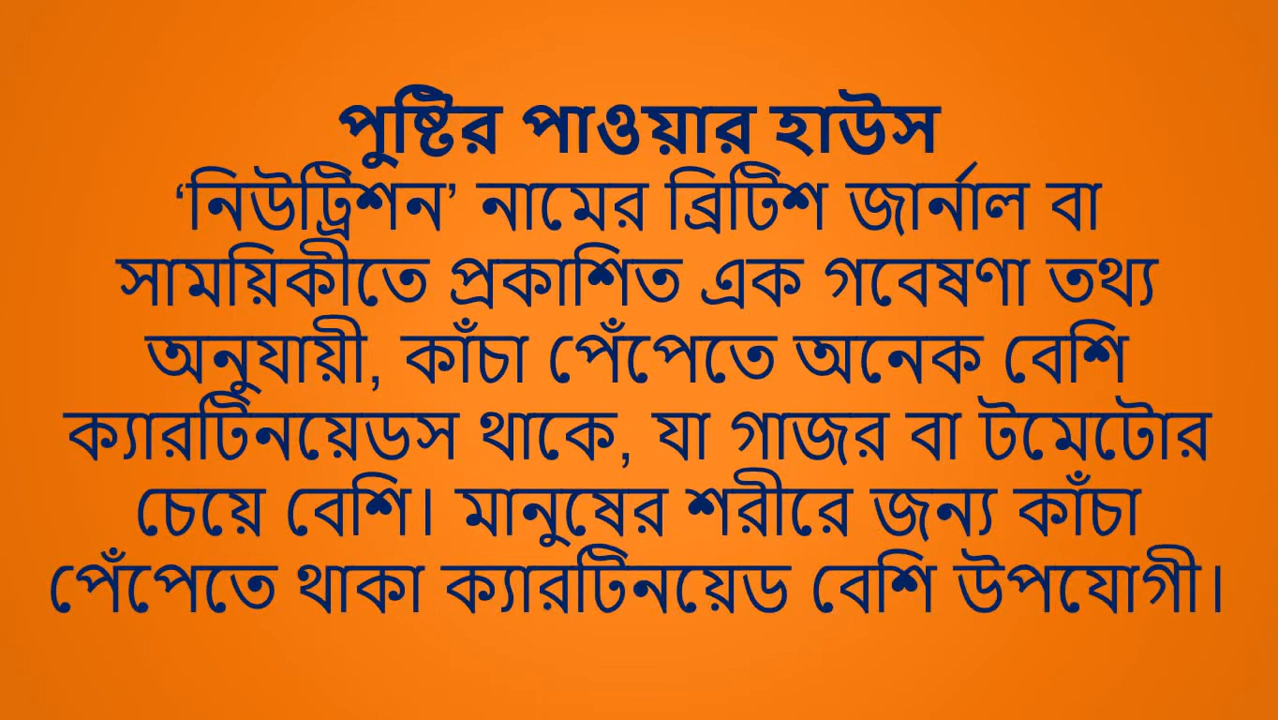 পুষ্টির পাওয়ার হাউস
‘নিউট্রিশন’ নামের ব্রিটিশ জার্নাল বা
সাময়িকীতে প্রকাশিত এক গবেষণা তথ্য
অনুযায়ী, কাঁচা পেঁপেতে অনেক বেশি
ক্যারটিনয়েডস থাকে, যা গাজর বা টমেটোর
চেয়ে বেশি। মানুষের শরীরে জন্য কাঁচা
পেঁপেতে থাকা ক্যারটিনয়েড বেশি উপযোগী।